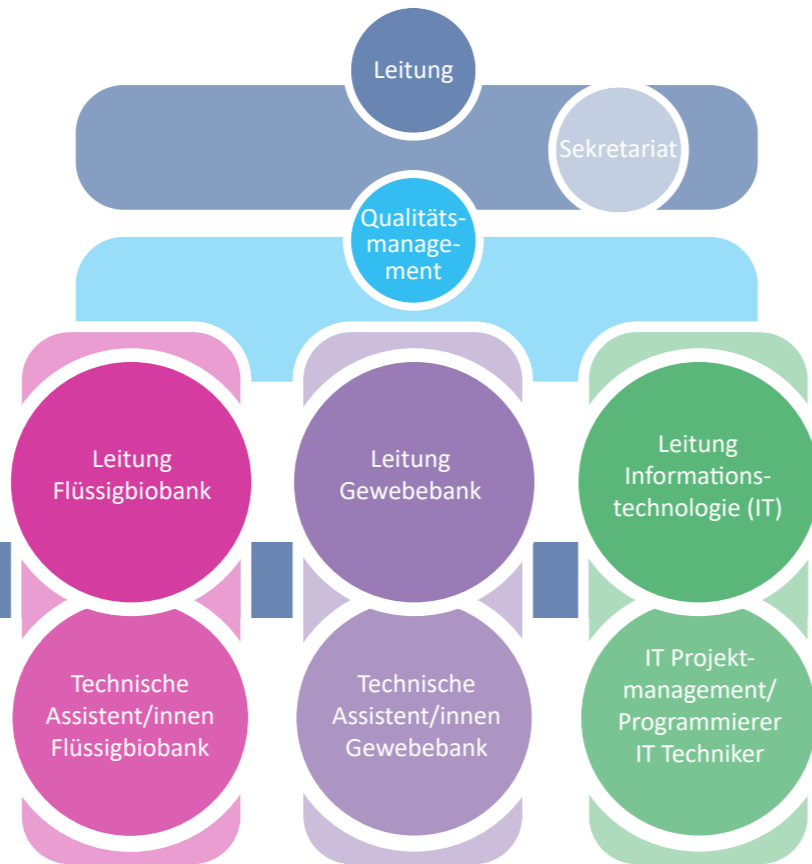 Leitung
Sekretariat
Qualitäts-
manage-
ment
Leitung
Flüssigbiobank
Leitung
Gewebebank
Leitung
Informations-
technologie (IT)
Technische
Assistent/innen
Flüssigbiobank
Technische
Assistent/innen
Gewebebank
IT Projekt-
management/
Programmierer
IT Techniker